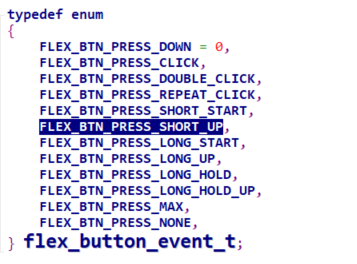 typedef enum
{
FLEX_BTN_PRESS_DOWN = 0,
FLEX_BTN_PRESS_CLICK,
FLEX_BTN_PRESS_DOUBLE_CLICK,
FLEX_BTN_PRESS_REPEAT_CLICK,
FLEX_BTN_PRESS_SHORT_START,
FLEX_BTN_PRESS_SHORT_UP,
FLEX_BTN_PRESS_LONG_START,
FLEX_BTN_PRESS_LONG_UP,
FLEX_BTN_PRESS_LONG_HOLD,
FLEX_BTN_PRESS_LONG_HOLD_UP,
FLEX_BTN_PRESS_MAX,
FLEX_BTN_PRESS_NONE,
} flex_button_event_t;